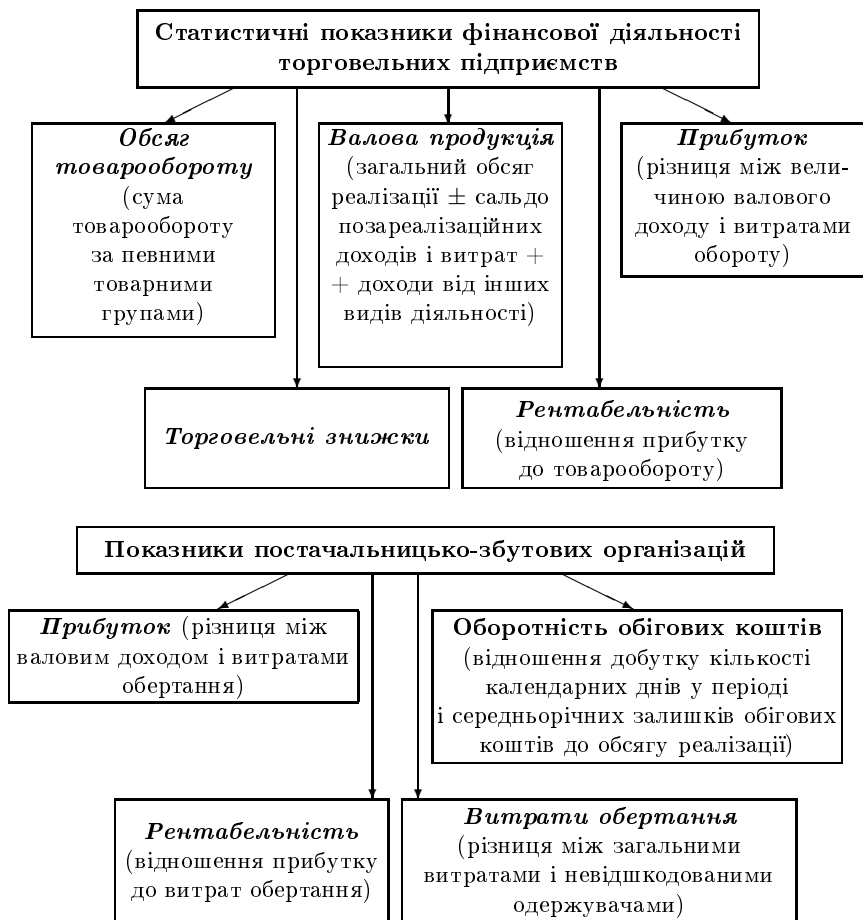 Статистичні показники фінансової діяльності
торговельних підприємств
Обсяг
товарообороту
(сума
товарообороту
за певними
товарними
групами)
Валова продукція
(загальний обсяг
реалізації ± сальдо
позареалізаційних
доходів і витрат +
+ доходи від інших
видів діяльності)
Прибуток
(різниця між вели-
чиною валового
доходу і витратами
обороту)
Торговельні знижки
Рентабельність
(відношення прибутку
до товарообороту)
Показники постачальницько-збутових організацій
Прибуток (різниця між
валовим доходом і витратами
обертання)
Оборотність обігових коштів
(відношення добутку кількості
календарних днів у періоді
і середньорічних залишків обігових
коштів до обсягу реалізації)
Рентабельність
(відношення прибутку
до витрат обертання)
Витрати обертання
(різниця між загальними
витратами і невідшкодованими
одержувачами)